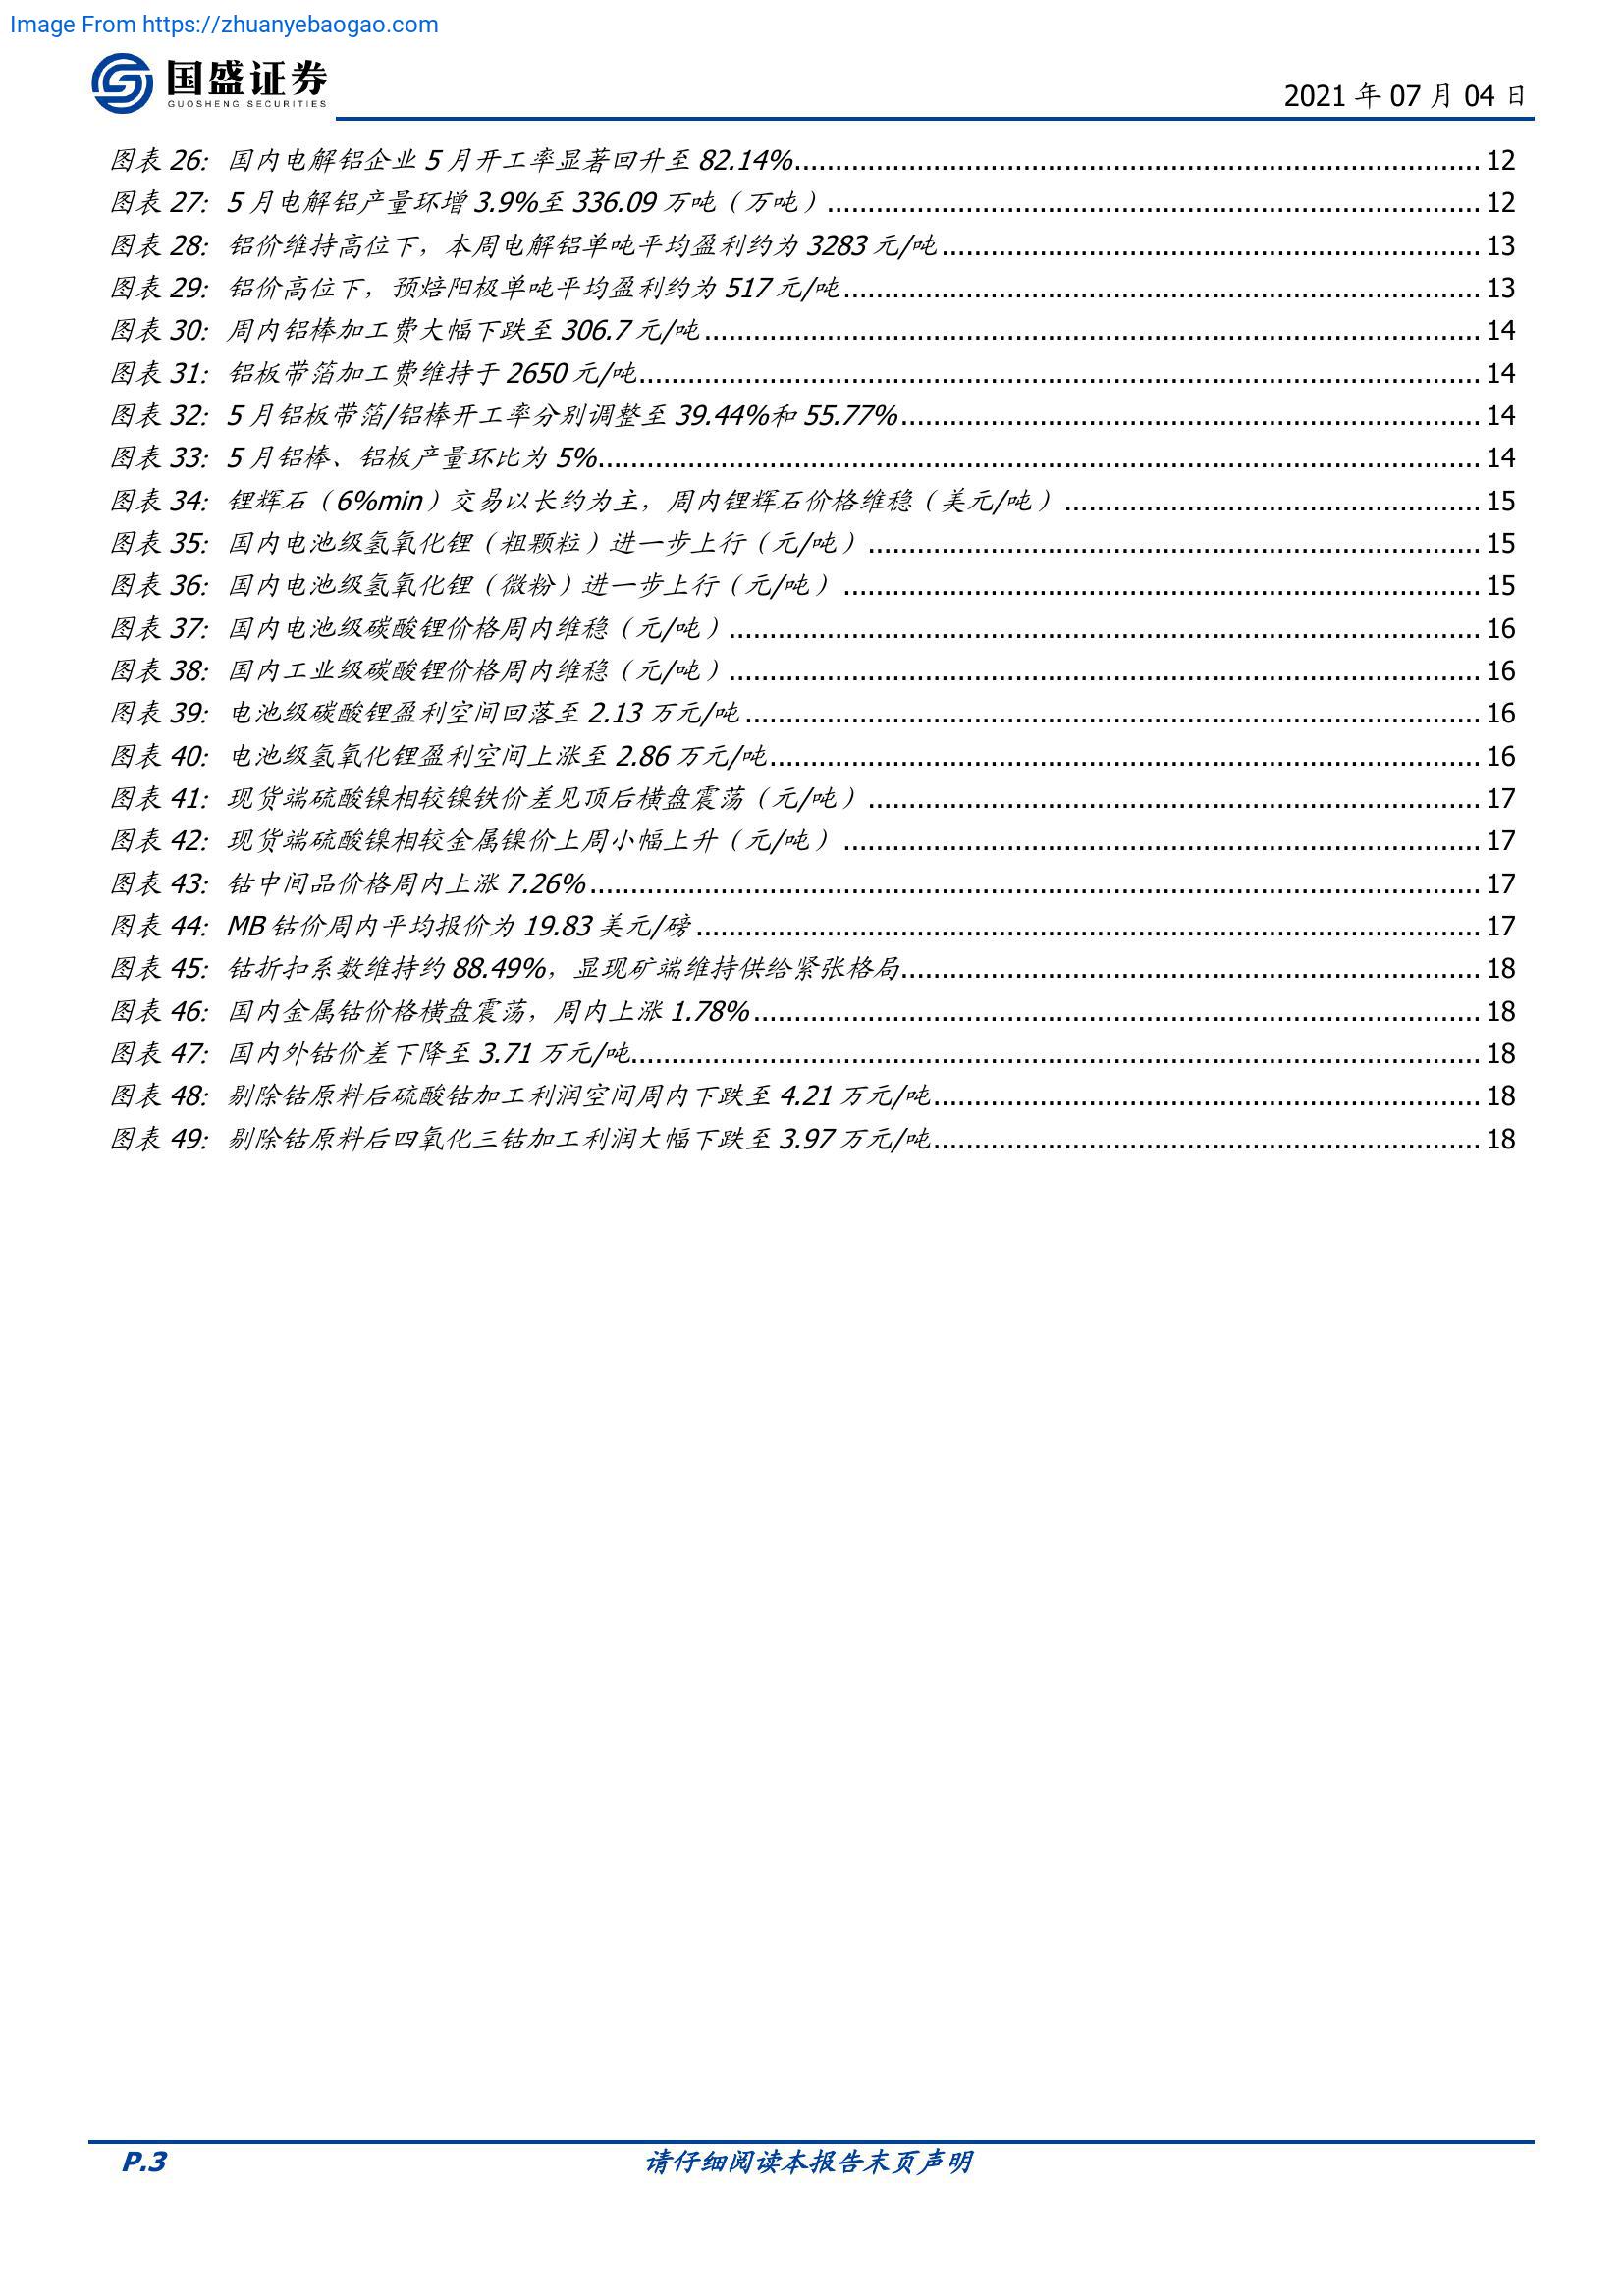 Image From https://zhuanyebaogao.com
国盛证券
GUOSHENG SECURITIES
2021 年 07 月 04 日
图表 26: 国内电解铝企业 5 月开工率显著回升至 82.14%........ 12
图表 27: 5 月电解铝产量环增 3.9%至 336.09 万吨（万吨）........ 12
图表 28: 铝价维持高位下，本周电解铝单吨平均盈利约为 3283 元/吨........ 13
图表 29: 铝价高位下，预焙阳极单吨平均盈利约为 517 元/吨........ 13
图表 30: 周内铝棒加工费大幅下跌至 306.7 元/吨........ 14
图表 31: 铝板带箔加工费维持于 2650 元/吨........ 14
图表 32: 5 月铝板带箔/铝棒开工率分别调整至 39.44%和 55.77%........ 14
图表 33: 5 月铝棒、铝板产量环比为 5%........ 14
图表 34: 锂辉石（6%min）交易以长约为主，周内锂辉石价格维稳（美元/吨）........ 15
图表 35: 国内电池级氢氧化锂（粗颗粒）进一步上行（元/吨）........ 15
图表 36: 国内电池级氢氧化锂（微粉）进一步上行（元/吨）........ 15
图表 37: 国内电池级碳酸锂价格周内维稳（元/吨）........ 16
图表 38: 国内工业级碳酸锂价格周内维稳（元/吨）........ 16
图表 39: 电池级碳酸锂盈利空间回落至 2.13 万元/吨........ 16
图表 40: 电池级氢氧化锂盈利空间上涨至 2.86 万元/吨........ 16
图表 41: 现货端硫酸镍相较镍铁价差见顶后横盘震荡（元/吨）........ 17
图表 42: 现货端硫酸镍相较金属镍价上周小幅上升（元/吨）........ 17
图表 43: 钴中间品价格周内上涨 7.26%........ 17
图表 44: MB 钴价周内平均报价为 19.83 美元/磅........ 17
图表 45: 钴折扣系数维持约 88.49%，显现矿端维持供给紧张格局........ 18
图表 46: 国内金属钴价格横盘震荡，周内上涨 1.78%........ 18
图表 47: 国内外钴价差下降至 3.71 万元/吨........ 18
图表 48: 剔除钴原料后硫酸钴加工利润空间周内下跌至 4.21 万元/吨........ 18
图表 49: 剔除钴原料后四氧化三钴加工利润大幅下跌至 3.97 万元/吨........ 18
P.3
请仔细阅读本报告末页声明